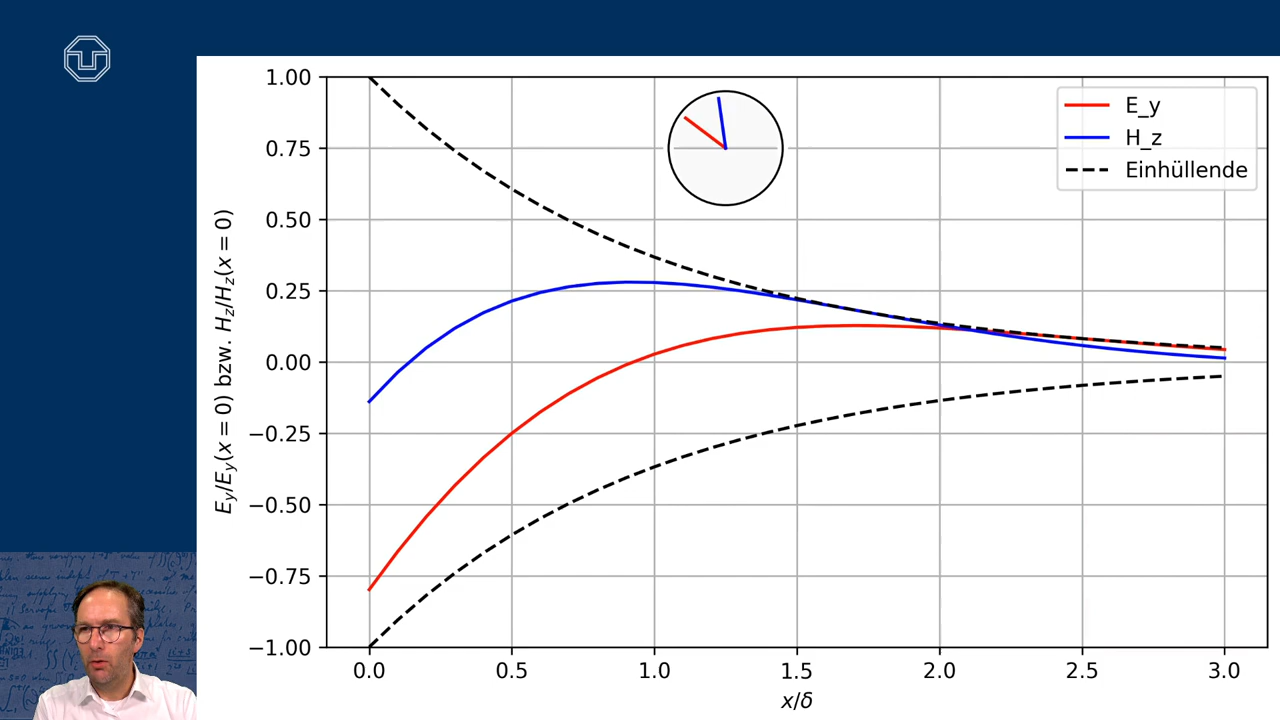 1.00
0.75
0.50
0.25
0.00
−0.25
−0.50
−0.75
−1.00
E_y/E_y(x = 0) bzw. H_z/H_z(x = 0)
E_y
H_z
Einhüllende
0.0 0.5 1.0 1.5 2.0 2.5 3.0
x/δ